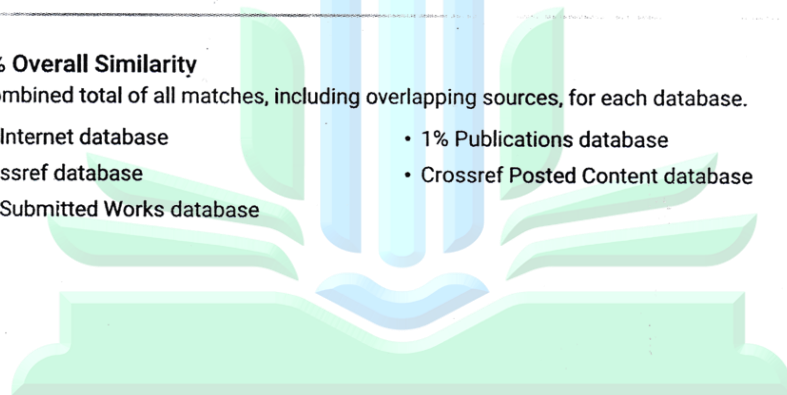 % Overall Similarity
ombined total of all matches, including overlapping sources, for each database.
Internet database
• 1% Publications database
ssref database
• Crossref Posted Content database
Submitted Works database